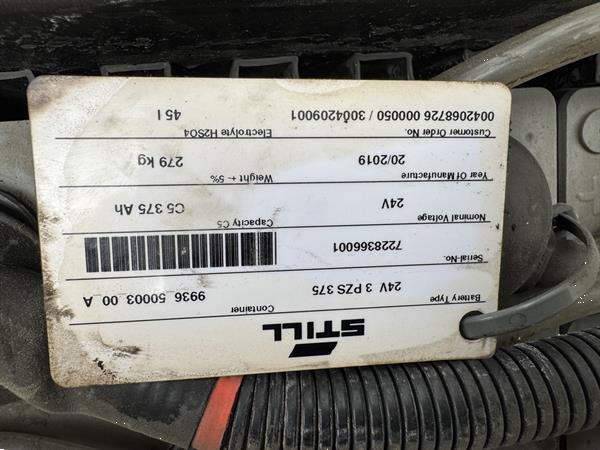 STILL
Battery Type Container
24V 3 PZS 375 9936 50003 00 A
Serial-No.
7228366001
Nominal Voltage Capacity C5
24V C5 375 Ah
Year Of Manufacture Weight +- 5%
20/2019 279 kg
Customer Order No. Electrolyte H2SO4
0042068726 000050 / 3004209001 45 l